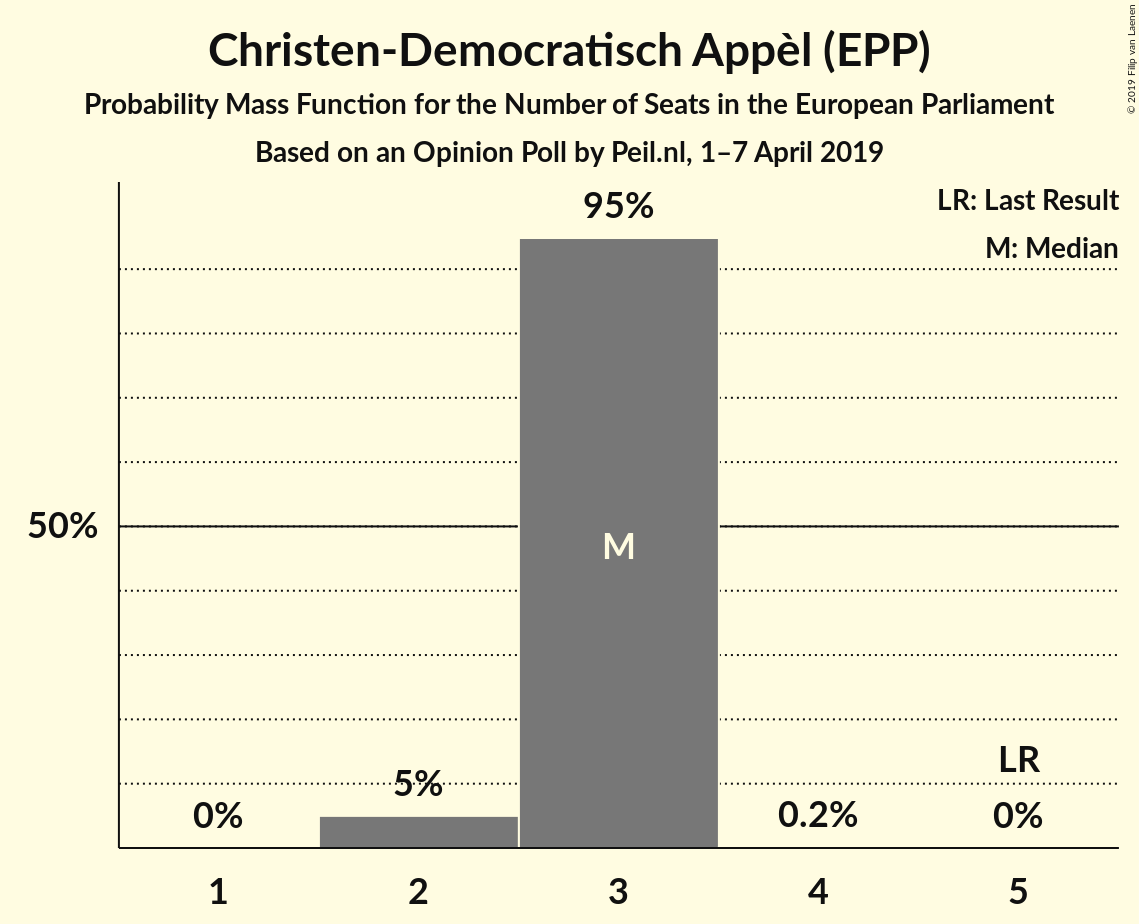 Christen-Democratisch Appèl (EPP)
Probability Mass Function for the Number of Seats in the European Parliament
Based on an Opinion Poll by Peil.nl, 1–7 April 2019
© 2019 Filip van Laenen
LR: Last Result
M: Median
95%
50%
M
LR
5%
0%
0.2%
0%
1 2 3 4 5